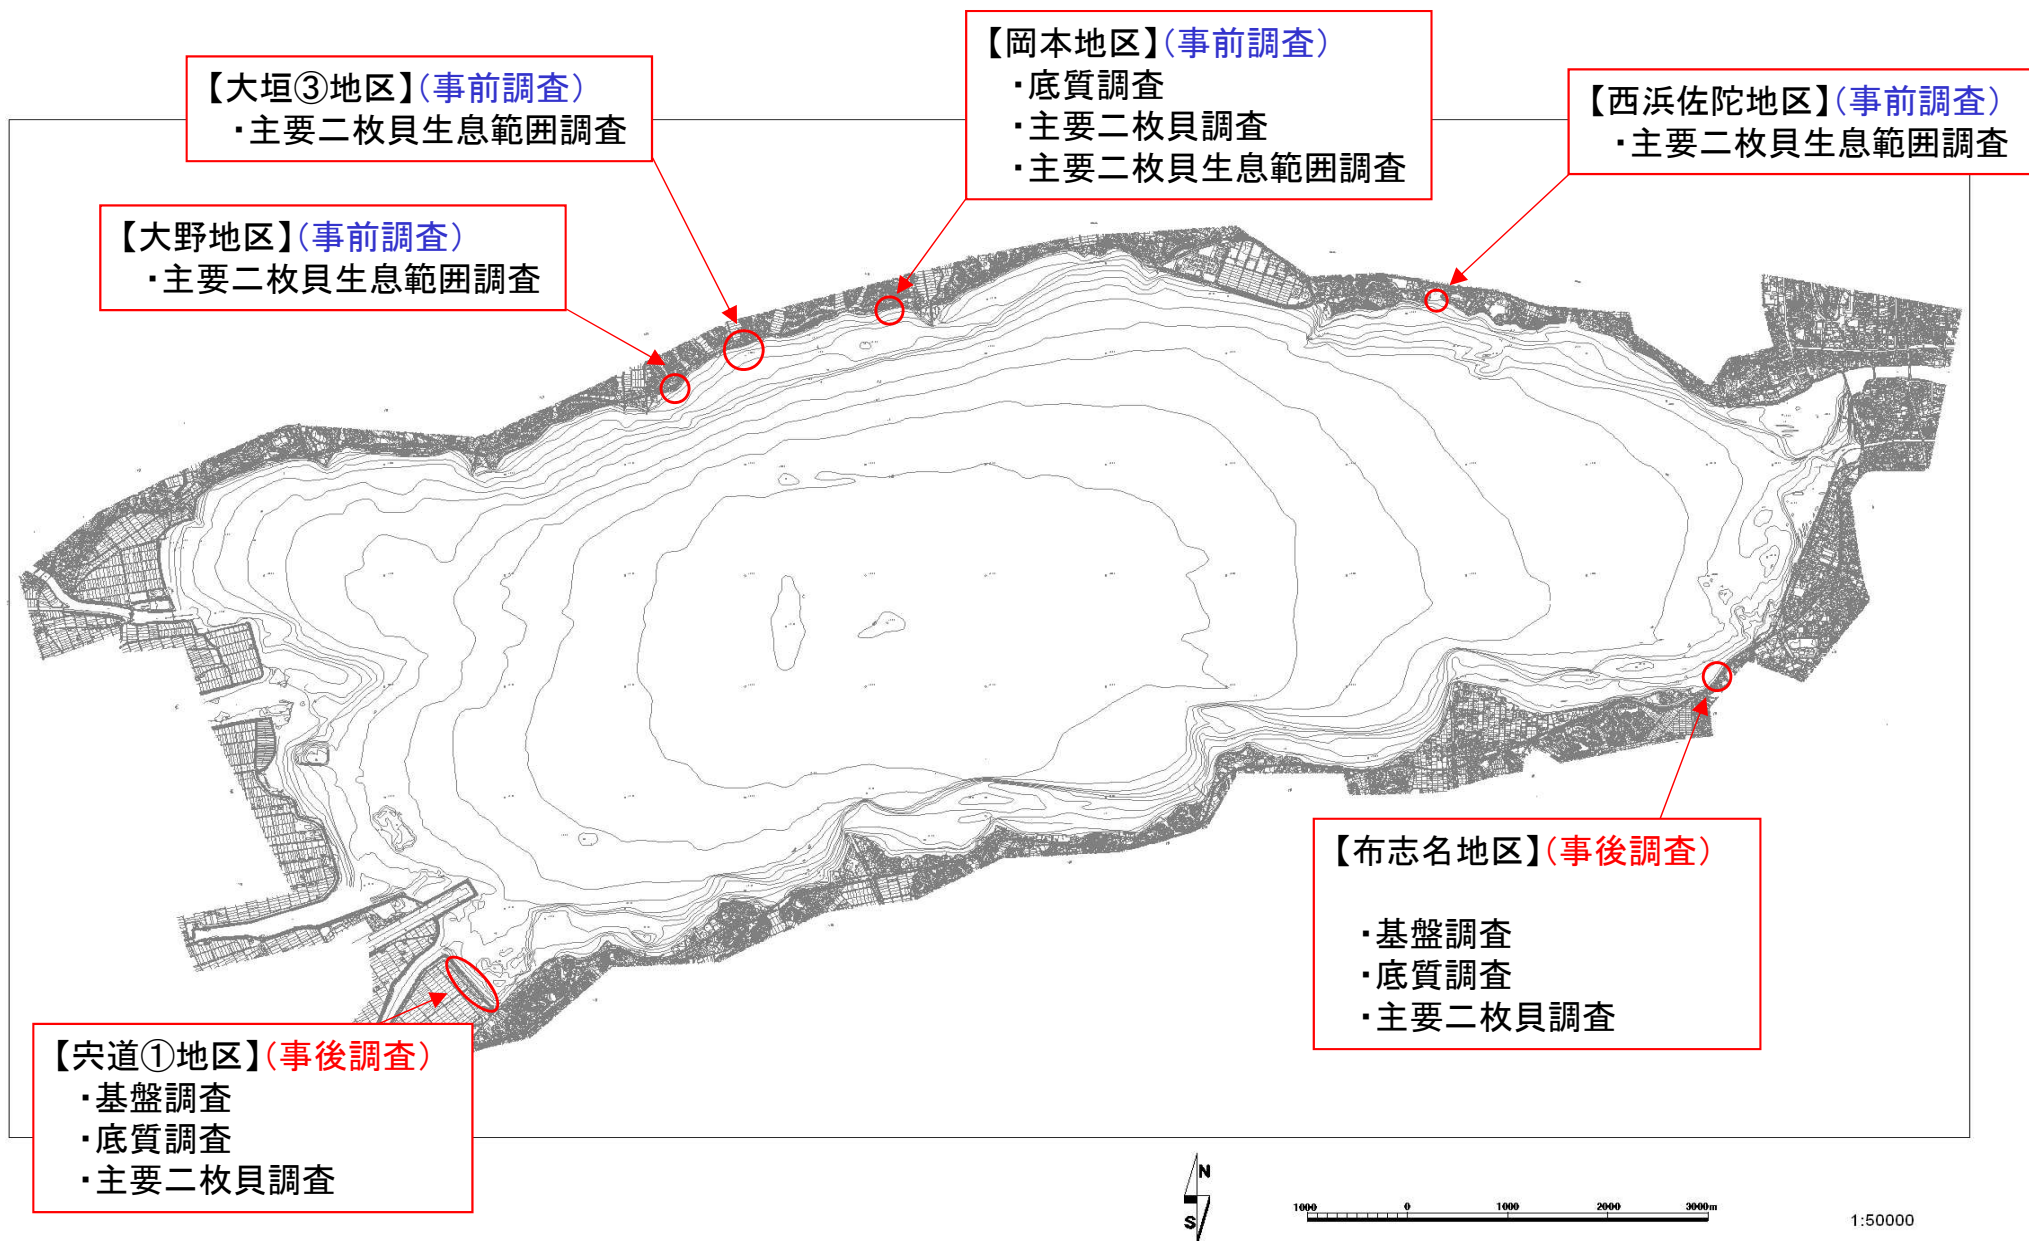 【岡本地区】(事前調査)
・底質調査
・主要二枚貝調査
・主要二枚貝生息範囲調査
【大垣③地区】(事前調査)
・主要二枚貝生息範囲調査
【西浜佐陀地区】(事前調査)
・主要二枚貝生息範囲調査
【大野地区】(事前調査)
・主要二枚貝生息範囲調査
【布志名地区】(事後調査)
・基盤調査
・底質調査
・主要二枚貝調査
【宍道①地区】(事後調査)
・基盤調査
・底質調査
・主要二枚貝調査
N
S
1000 0 1000 2000 3000m
1:50000